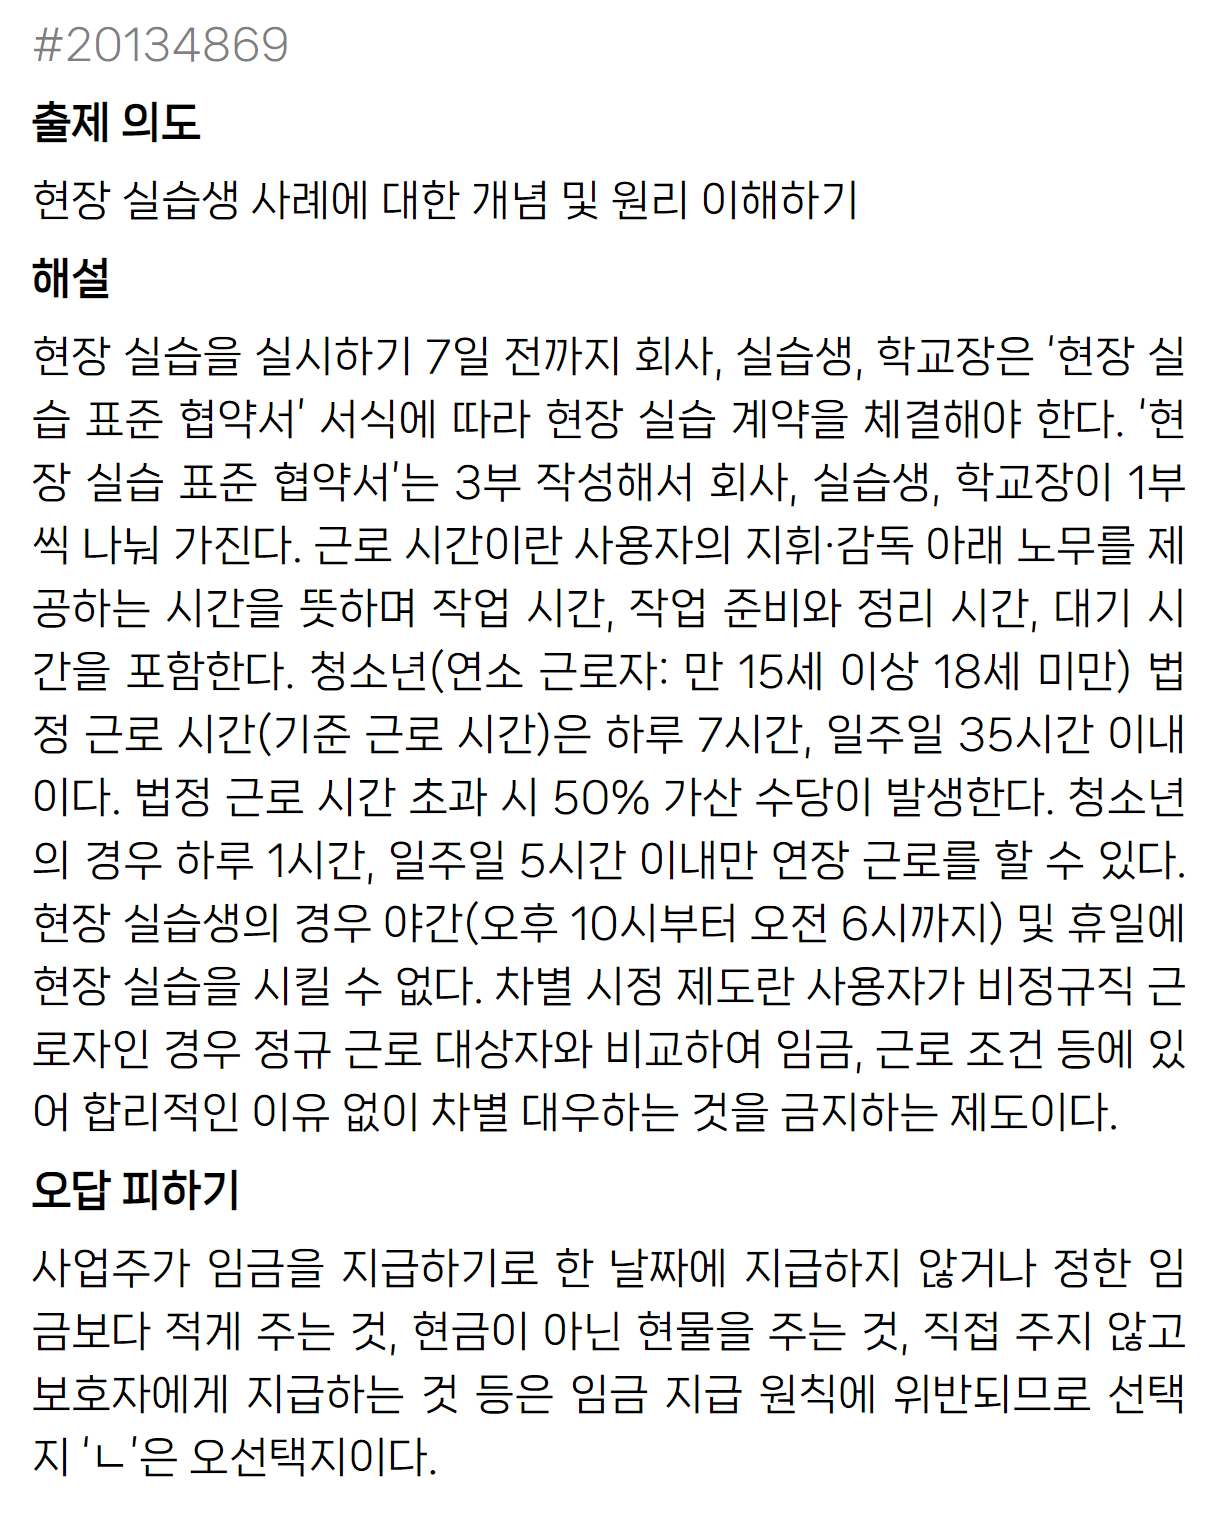 #20134869
출제 의도
현장 실습생 사례에 대한 개념 및 원리 이해하기
해설
현장 실습을 실시하기 7일 전까지 회사, 실습생, 학교장은 '현장 실
습 표준 협약서' 서식에 따라 현장 실습 계약을 체결해야 한다. '현
장 실습 표준 협약서'는 3부 작성해서 회사, 실습생, 학교장이 1부
씩 나눠 가진다. 근로 시간이란 사용자의 지휘·감독 아래 노무를 제
공하는 시간을 뜻하며 작업 시간, 작업 준비와 정리 시간, 대기 시
간을 포함한다. 청소년(연소 근로자: 만 15세 이상 18세 미만) 법
정 근로 시간(기준 근로 시간)은 하루 7시간, 일주일 35시간 이내
이다. 법정 근로 시간 초과 시 50% 가산 수당이 발생한다. 청소년
의 경우 하루 1시간, 일주일 5시간 이내만 연장 근로를 할 수 있다.
현장 실습생의 경우 야간(오후 10시부터 오전 6시까지) 및 휴일에
현장 실습을 시킬 수 없다. 차별 시정 제도란 사용자가 비정규직 근
로자인 경우 정규 근로 대상자와 비교하여 임금, 근로 조건 등에 있
어 합리적인 이유 없이 차별 대우하는 것을 금지하는 제도이다.
오답 피하기
사업주가 임금을 지급하기로 한 날짜에 지급하지 않거나 정한 임
금보다 적게 주는 것, 현금이 아닌 현물을 주는 것, 직접 주지 않고
보호자에게 지급하는 것 등은 임금 지급 원칙에 위반되므로 선택
지 'ㄴ'은 오선택지이다.